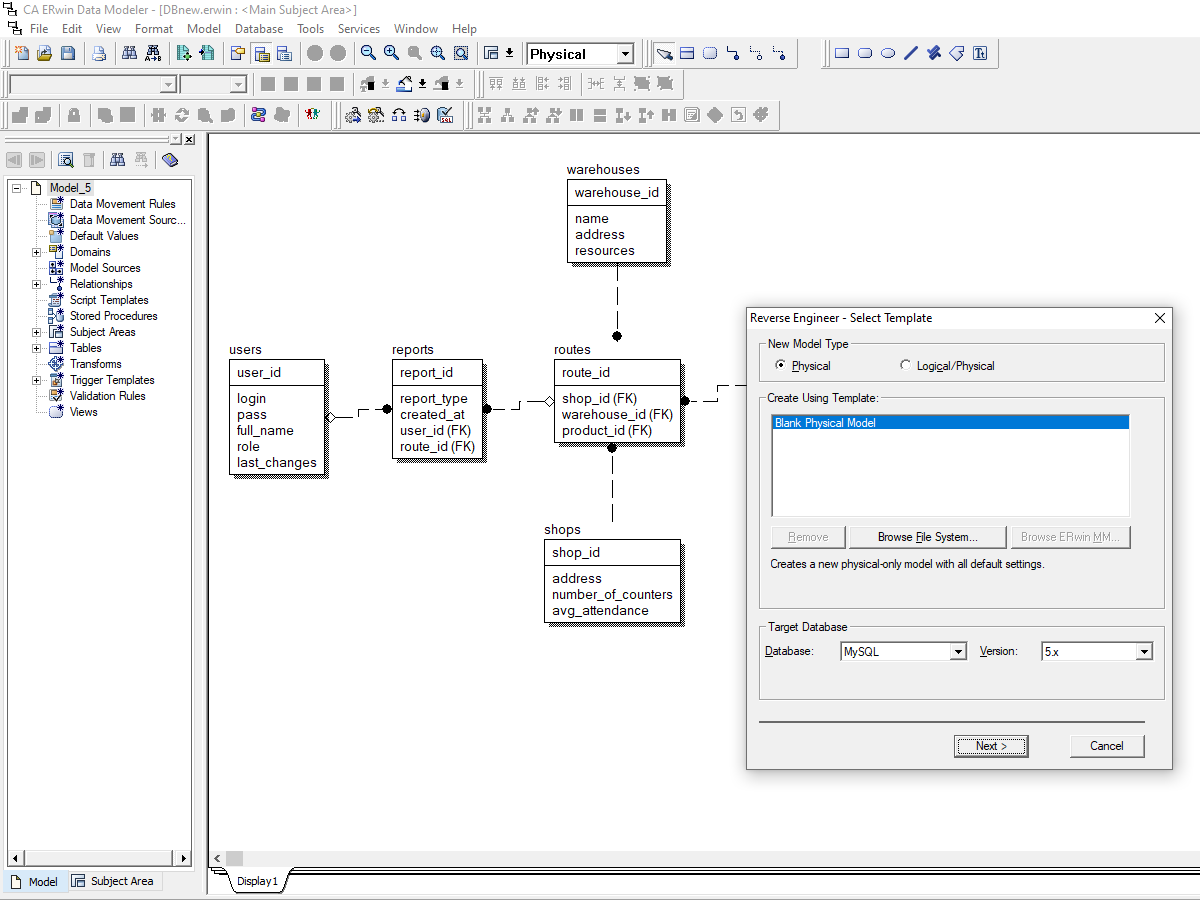 CA ERwin Data Modeler - [DBnew.erwin : <Main Subject Area>]
File Edit View Format Model Database Tools Services Window Help
Physical
Model_5
Data Movement Rules
Data Movement Sourc...
Default Values
Domains
Model Sources
Relationships
Script Templates
Stored Procedures
Subject Areas
Tables
Transforms
Trigger Templates
Validation Rules
Views
Model
Subject Area
warehouses
warehouse_id
name
address
resources
users
user_id
login
pass
full_name
role
last_changes
reports
report_id
report_type
created_at
user_id (FK)
route_id (FK)
routes
route_id
shop_id (FK)
warehouse_id (FK)
product_id (FK)
shops
shop_id
address
number_of_counters
avg_attendance
Display1
Reverse Engineer - Select Template
New Model Type
Physical
Logical/Physical
Create Using Template:
Blank Physical Model
Remove
Browse File System...
Browse ERwin MM...
Creates a new physical-only model with all default settings.
Target Database
Database:
MySQL
Version:
5.x
Next >
Cancel